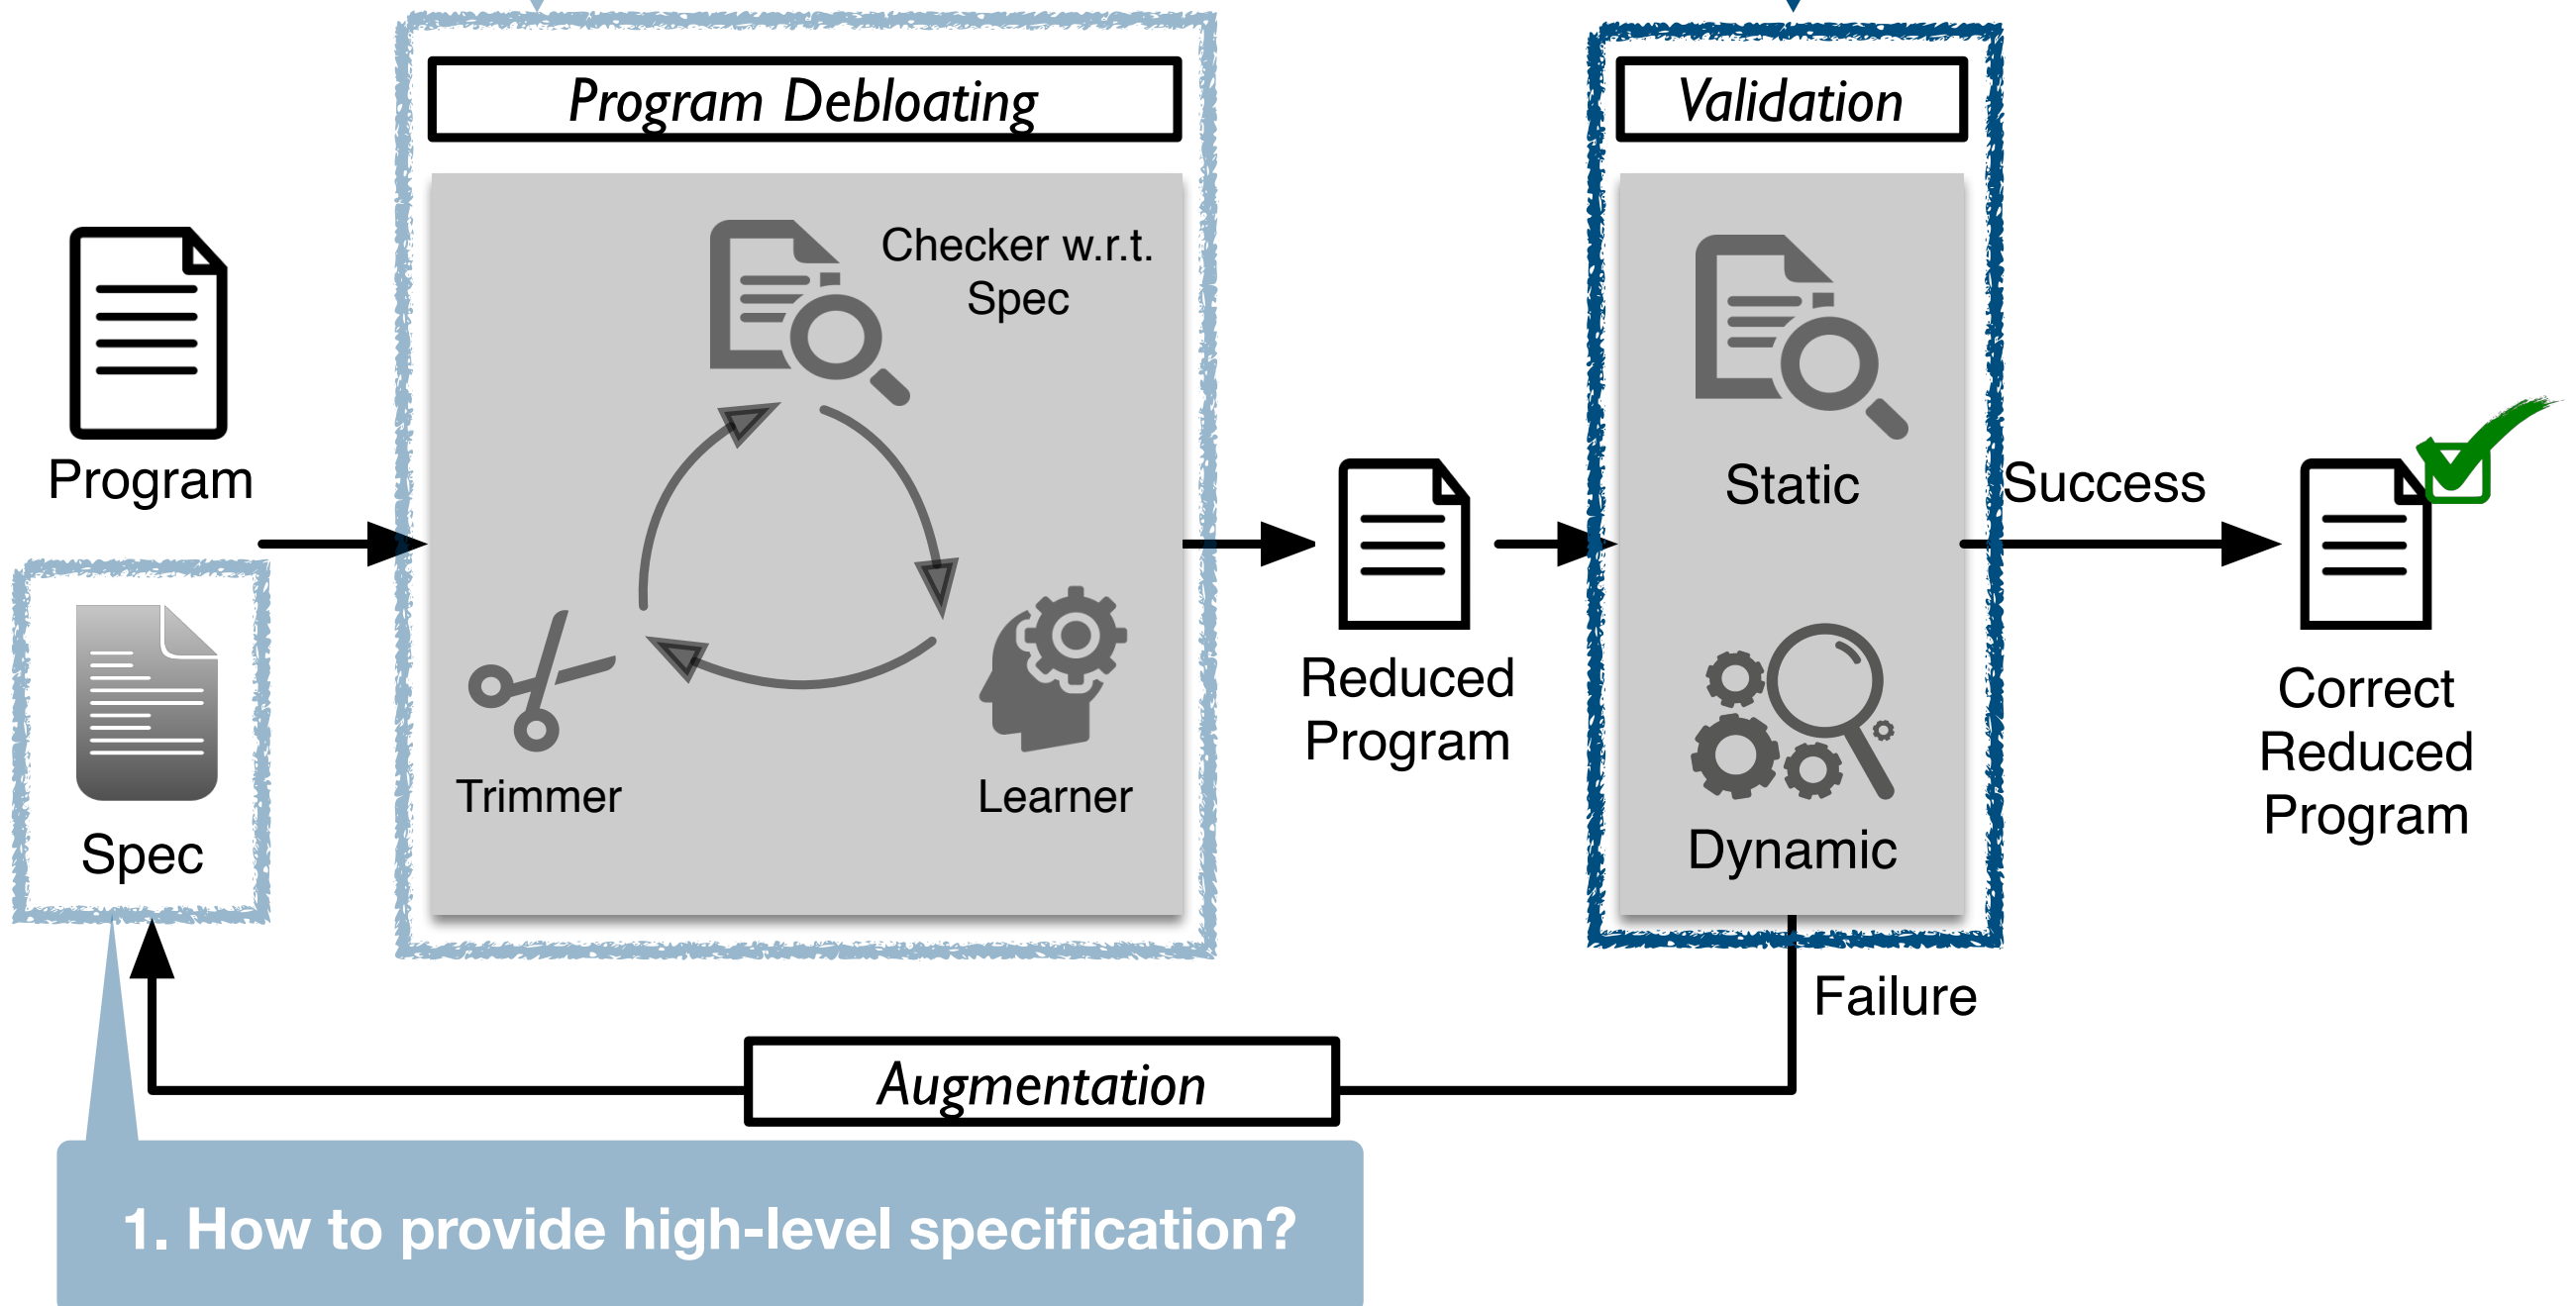 Program Debloating
Validation
Checker w.r.t.
Spec
Program
Static
Success
Reduced
Program
Correct
Reduced
Program
Trimmer
Learner
Spec
Dynamic
Failure
Augmentation
1. How to provide high-level specification?